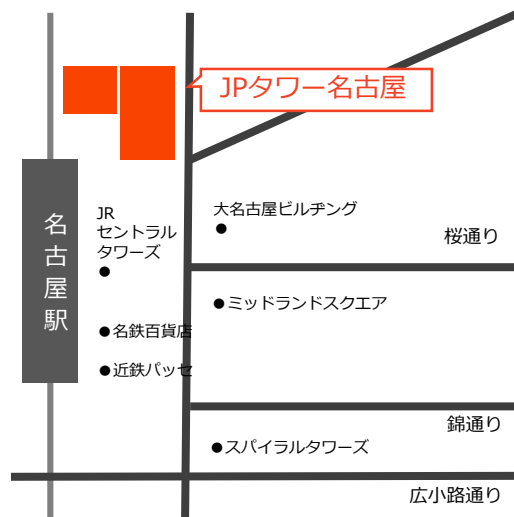 JPタワー名古屋
名古屋駅
JR
セントラル
タワーズ
大名古屋ビルヂング
桜通り
ミッドランドスクエア
名鉄百貨店
近鉄パッセ
錦通り
スパイラルタワーズ
広小路通り